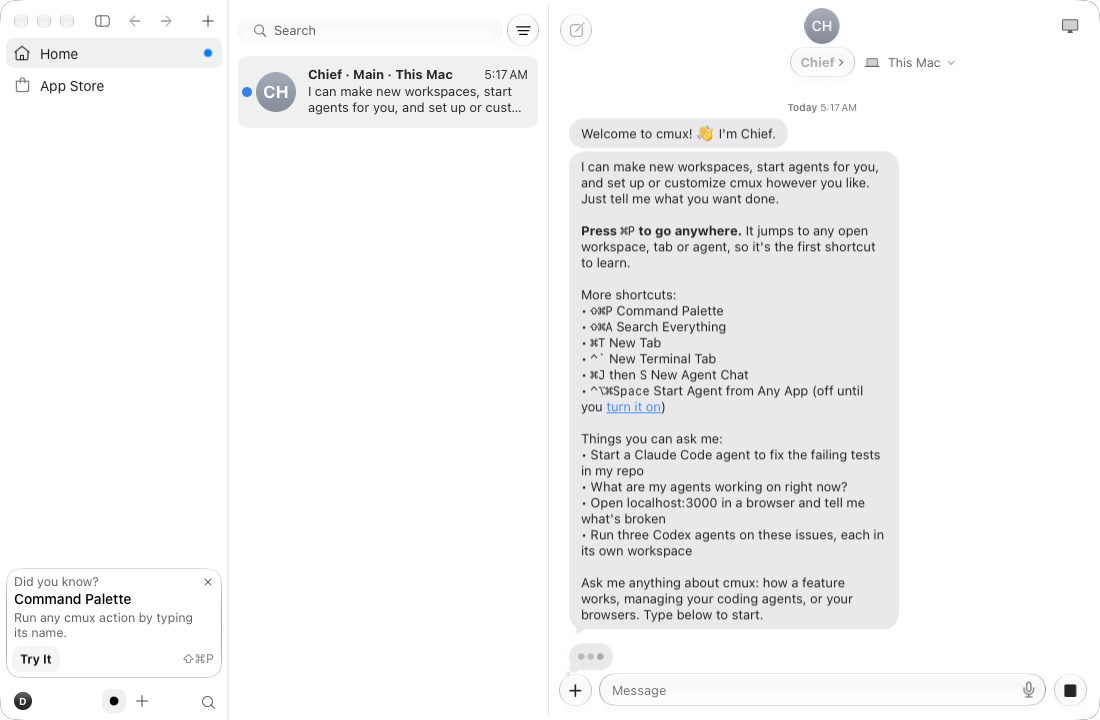 Home
App Store
Did you know?
Command Palette
Run any cmux action by typing
its name.
Try It
⇧⌘P
D
Search
Chief · Main · This Mac
5:17 AM
CH
I can make new workspaces, start
agents for you, and set up or cust...
CH
Chief ›
This Mac
Today 5:17 AM
Welcome to cmux! 👋 I'm Chief.
I can make new workspaces, start agents for you,
and set up or customize cmux however you like.
Just tell me what you want done.
Press ⌘P to go anywhere. It jumps to any open
workspace, tab or agent, so it's the first shortcut
to learn.
More shortcuts:
• ⇧⌘P Command Palette
• ⇧⌘A Search Everything
• ⌘T New Tab
• ^` New Terminal Tab
• ⌘J then S New Agent Chat
• ^⌥⌘Space Start Agent from Any App (off until
you turn it on)
Things you can ask me:
• Start a Claude Code agent to fix the failing tests
in my repo
• What are my agents working on right now?
• Open localhost:3000 in a browser and tell me
what's broken
• Run three Codex agents on these issues, each in
its own workspace
Ask me anything about cmux: how a feature
works, managing your coding agents, or your
browsers. Type below to start.
Message